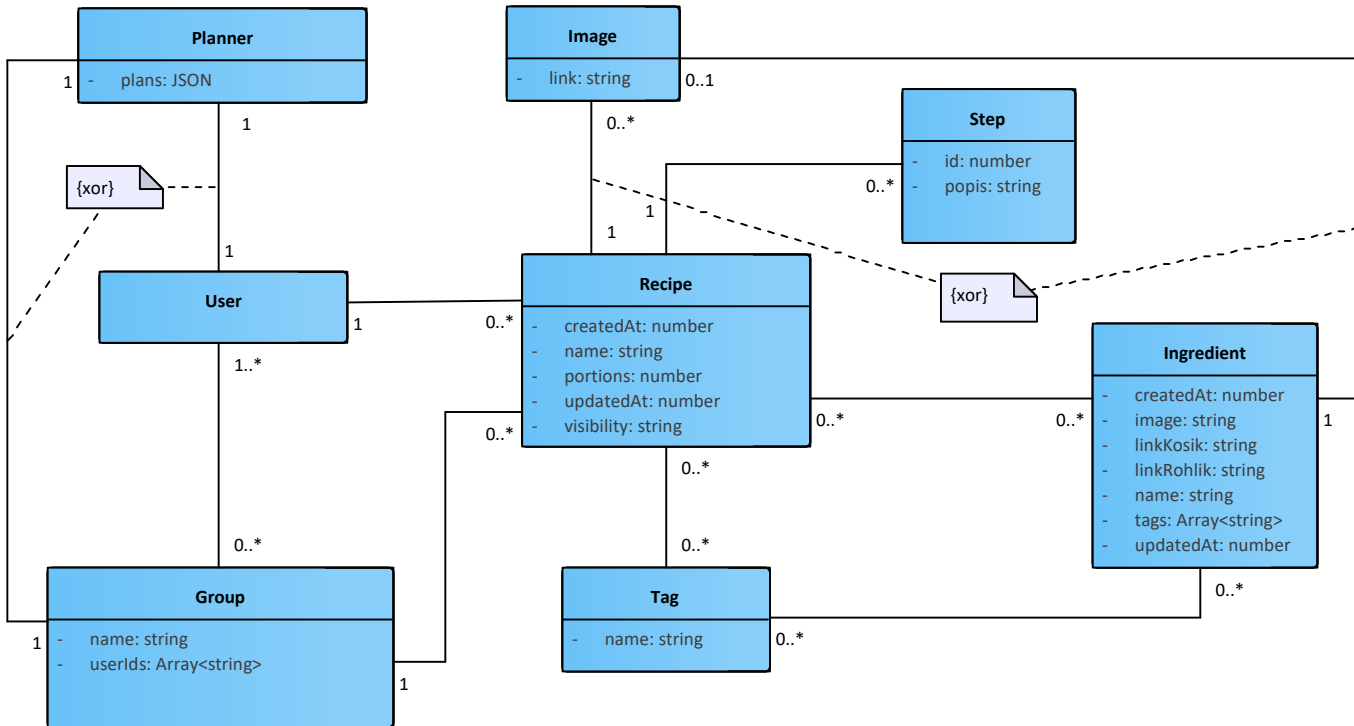 Planner
- plans: JSON
1
1
Image
- link: string
0..1
0..*
Step
- id: number
- popis: string
0..*
1
1
{xor}
1
User
1
1..*
Recipe
- createdAt: number
- name: string
- portions: number
- updatedAt: number
- visibility: string
0..*
0..*
0..*
0..*
{xor}
Ingredient
- createdAt: number
- image: string
- linkKosik: string
- linkRohlik: string
- name: string
- tags: Array<string>
- updatedAt: number
0..*
1
0..*
0..*
Group
- name: string
- userIds: Array<string>
1
1
0..*
Tag
- name: string
0..*